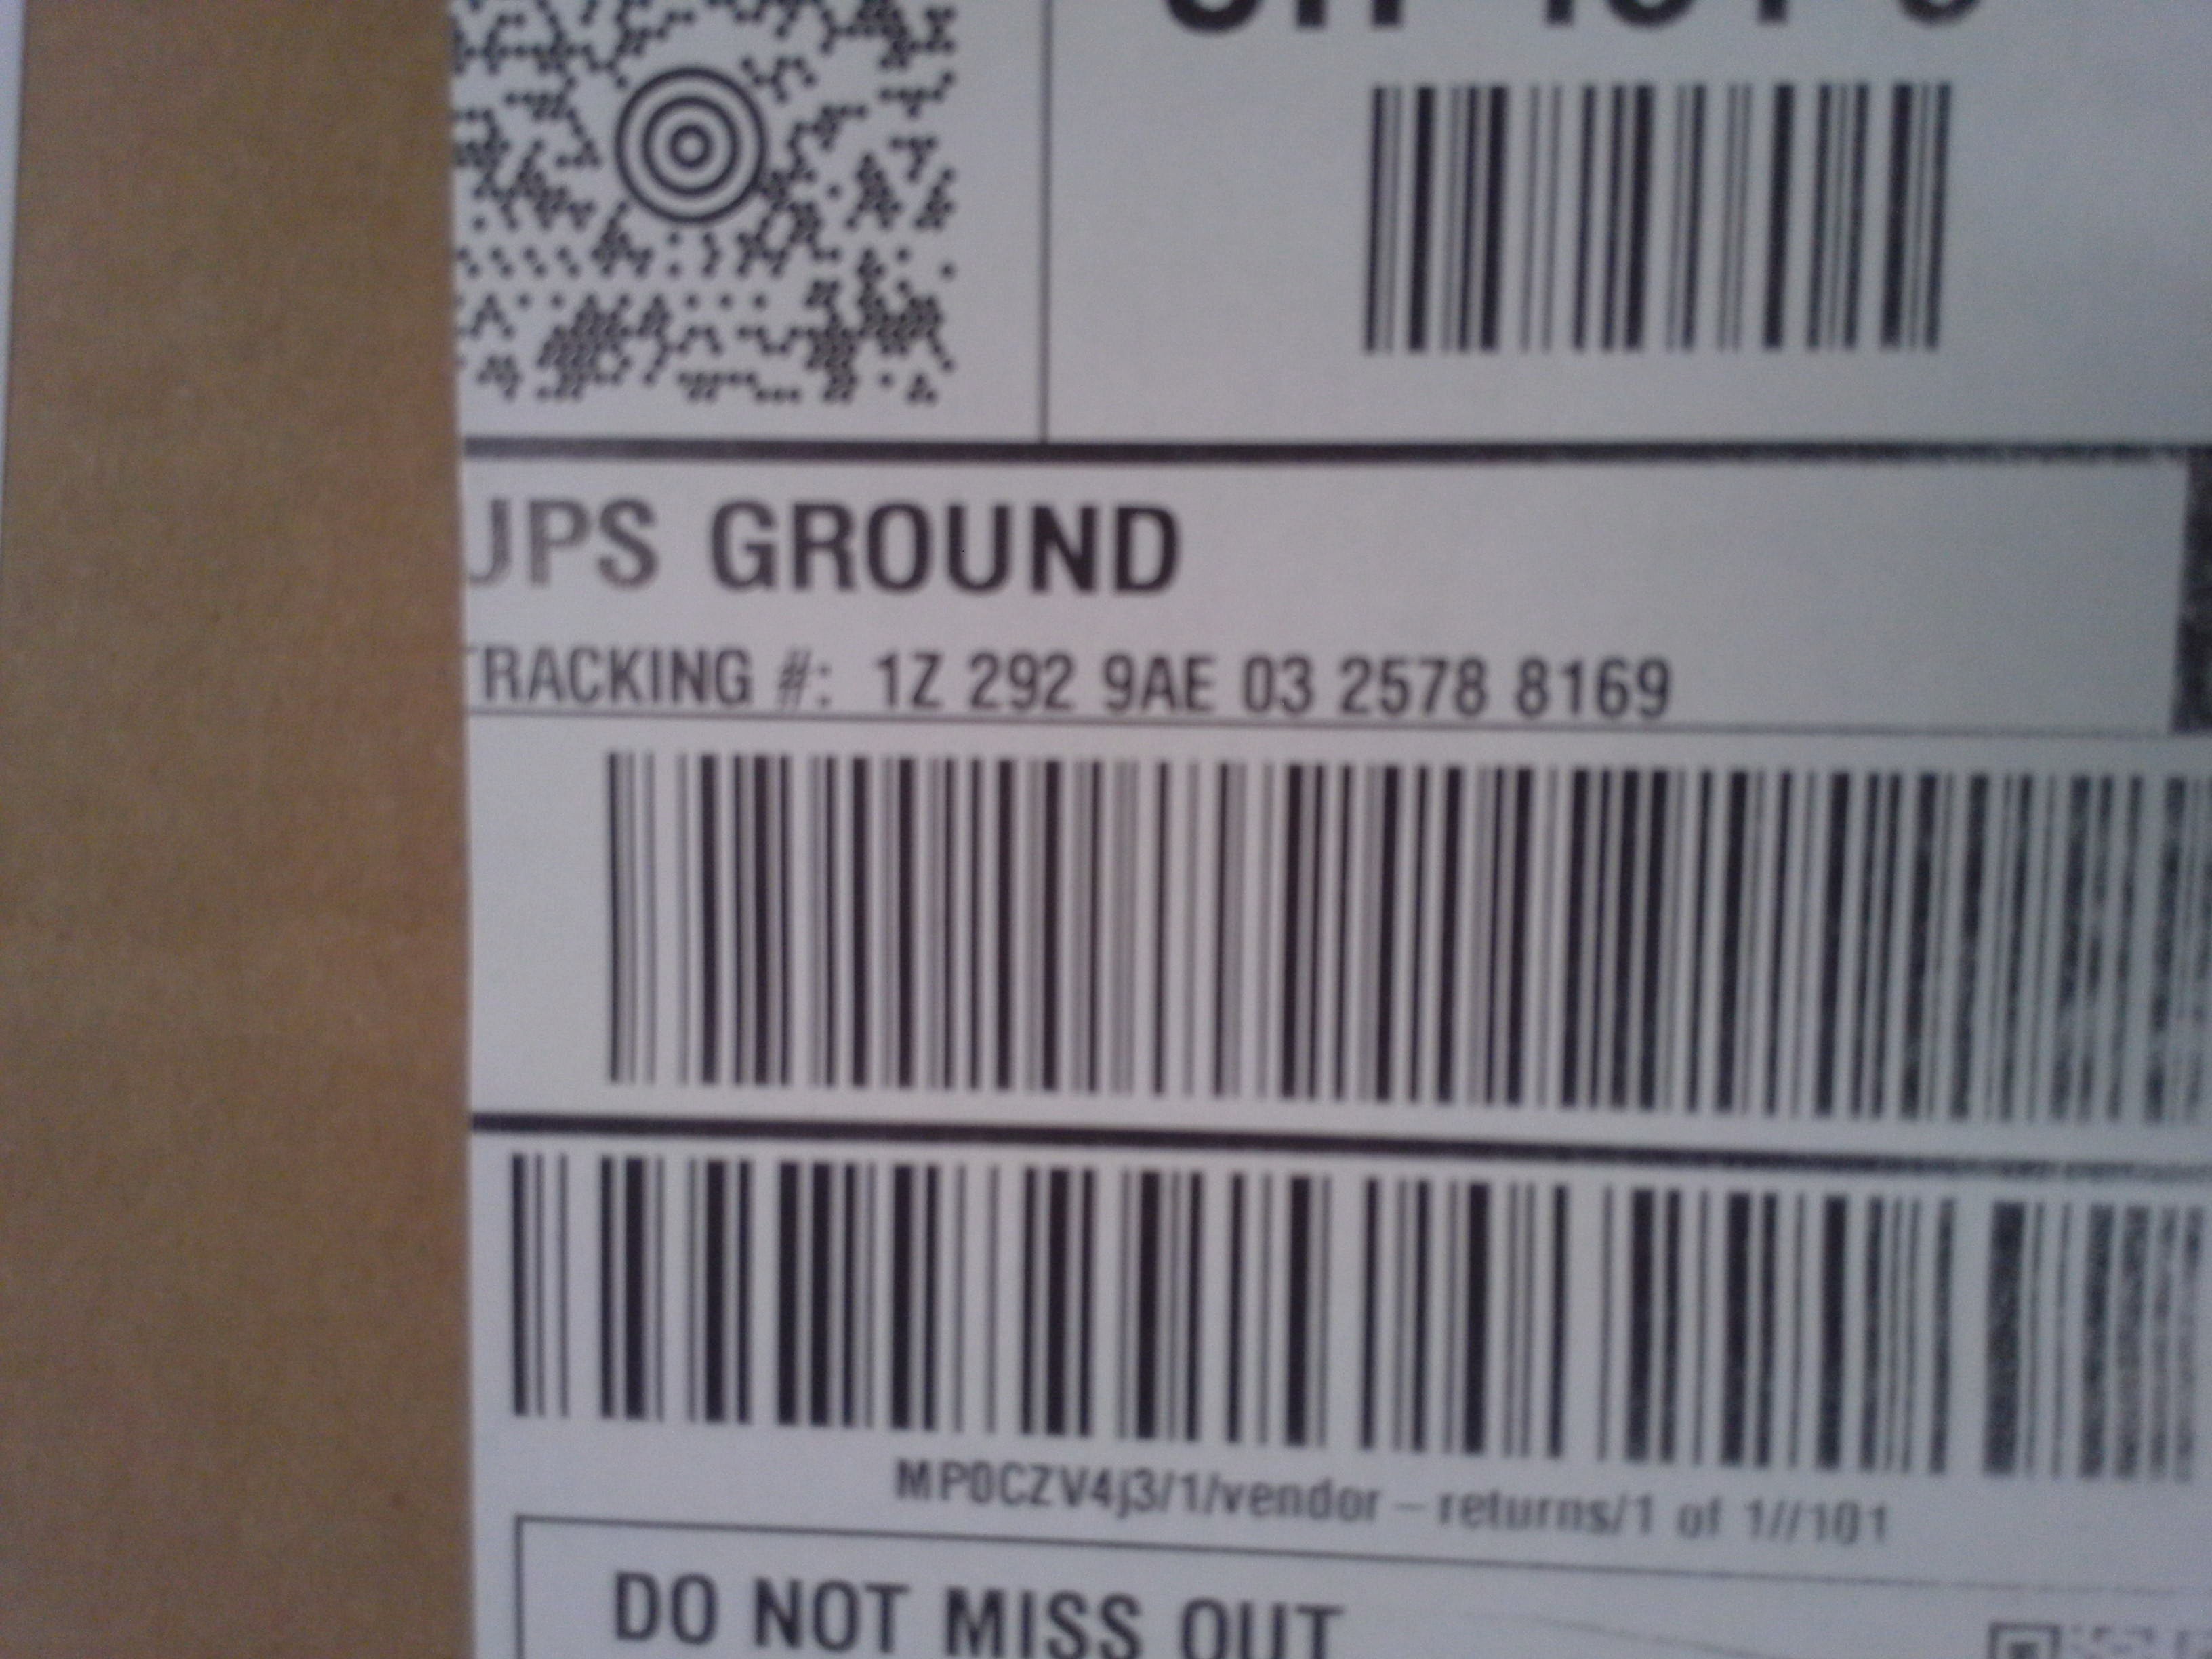 UPS GROUND
TRACKING #: 1Z 292 9AE 03 2578 8169
MP0CZV4j3/1/vendor – returns/1 of 1//101
DO NOT MISS OUT